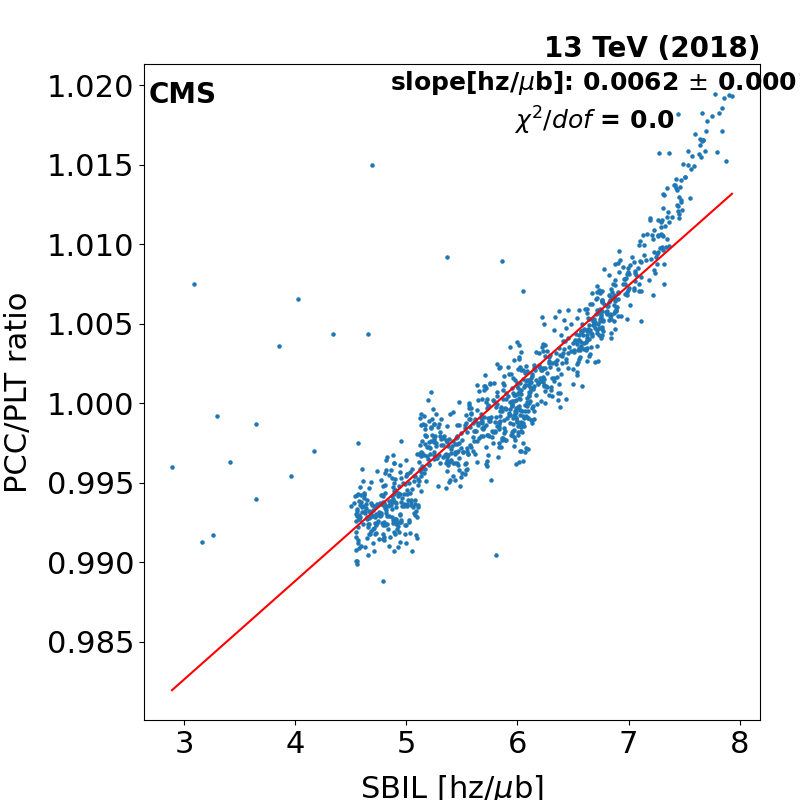 13 TeV (2018)
CMS
slope[hz/μb]: 0.0062 ± 0.000
χ²/dof = 0.0
1.020
1.015
1.010
1.005
1.000
0.995
0.990
0.985
PCC/PLT ratio
3 4 5 6 7 8
SBIL [hz/μb]